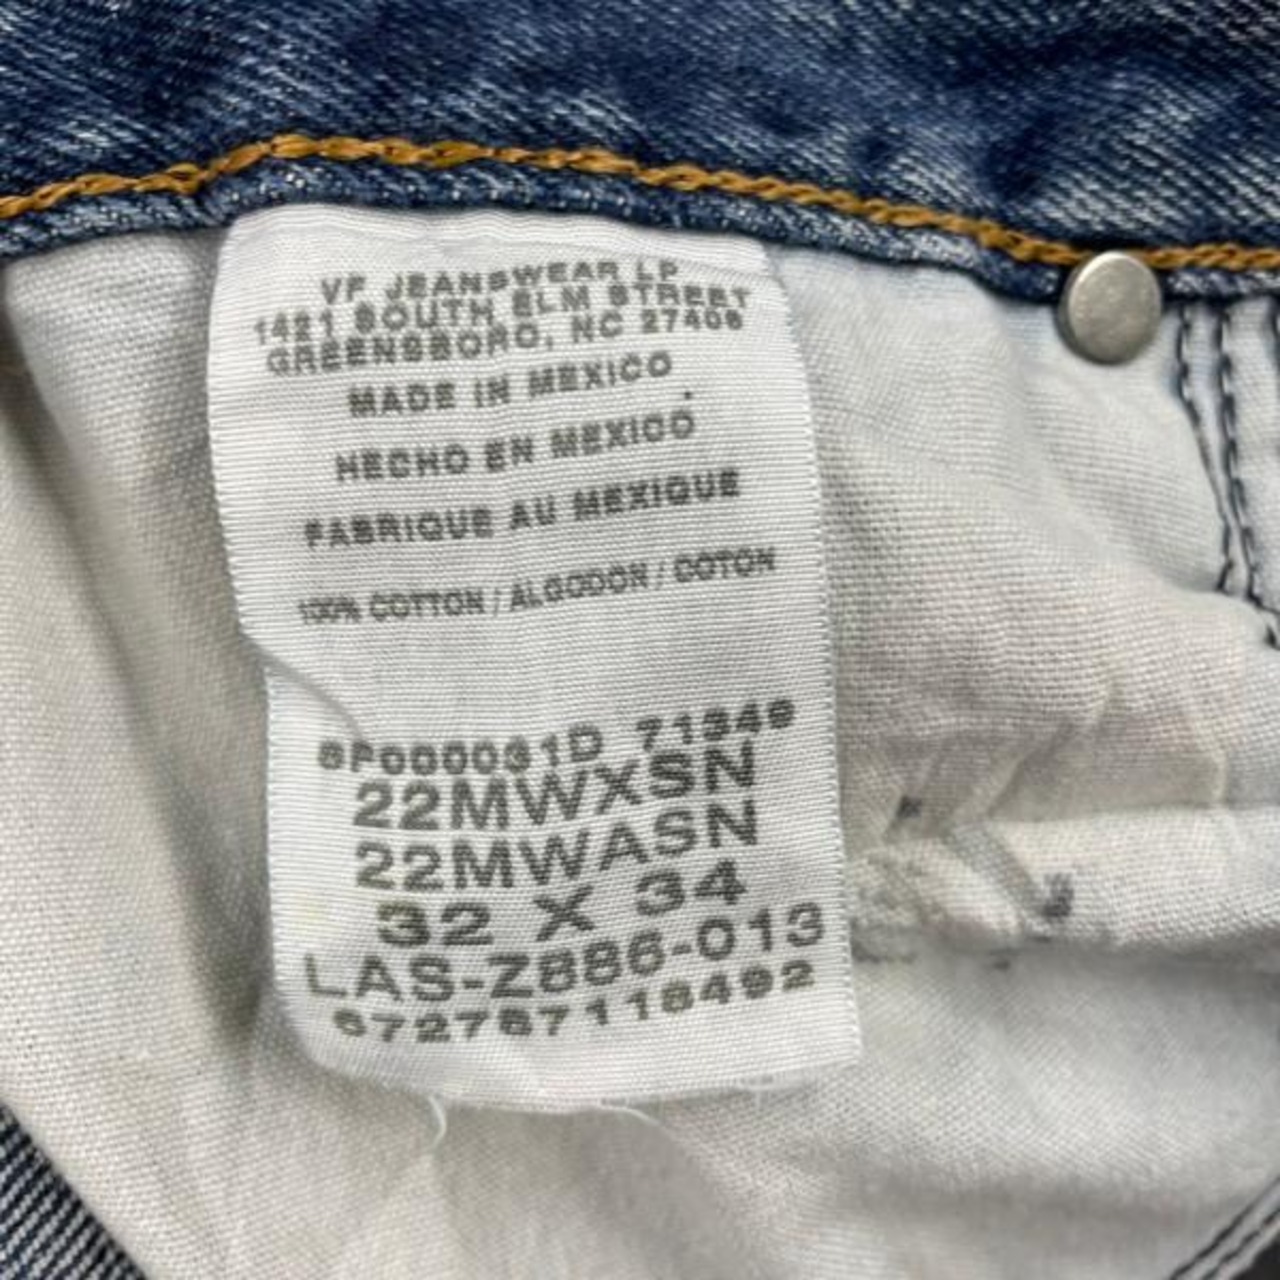 VF JEANSWEAR LP
1421 SOUTH ELM STREET
GREENSBORO, NC 27406
MADE IN MEXICO
HECHO EN MEXICO
FABRIQUE AU MEXIQUE
100% COTTON / ALGODON / COTON
71349
22MWXSN
22MWASN
32 X 34
LAS-Z886-013